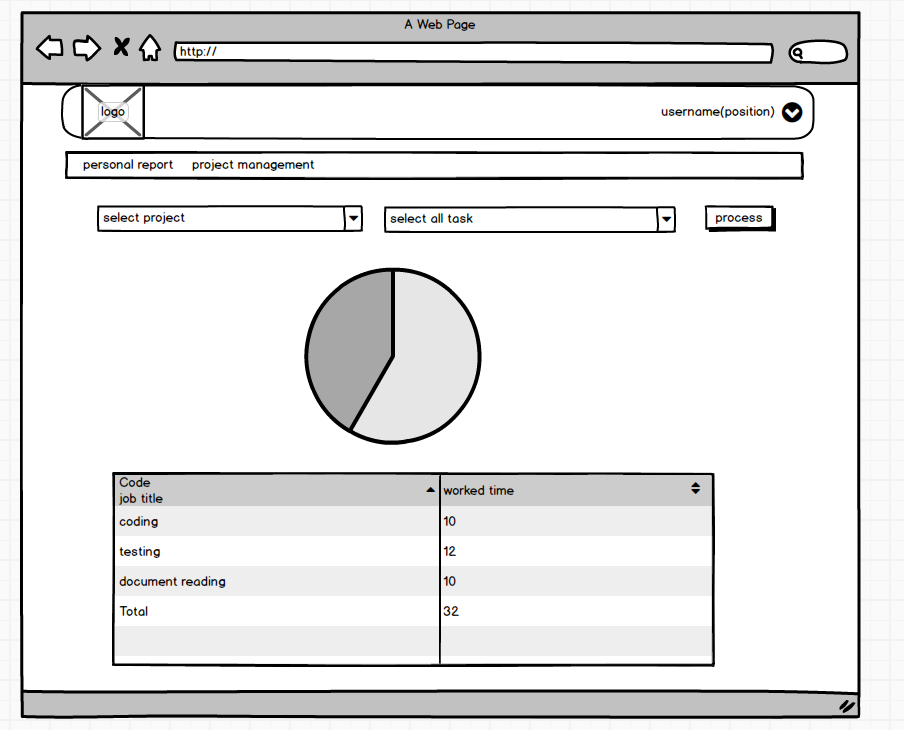 A Web Page
http://
logo
username(position)
personal report project management
select project
select all task
process
Code
job title
worked time
coding 10
testing 12
document reading 10
Total 32